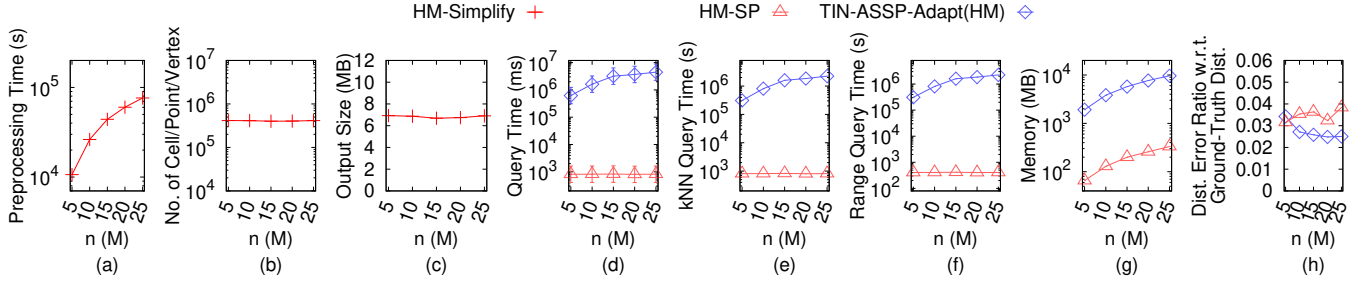 HM-Simplify HM-SP TIN-ASSP-Adapt(HM)
Preprocessing Time (s)
10^5
10^4
5 10 15 20 25
n (M)
(a)
No. of Cell/Point/Vertex
10^7
10^6
10^5
10^4
5 10 15 20 25
n (M)
(b)
Output Size (MB)
12
10
8
6
4
2
0
5 10 15 20 25
n (M)
(c)
Query Time (ms)
10^7
10^6
10^5
10^4
10^3
5 10 15 20 25
n (M)
(d)
kNN Query Time (s)
10^6
10^5
10^4
10^3
5 10 15 20 25
n (M)
(e)
Range Query Time (s)
10^6
10^5
10^4
10^3
10^2
5 10 15 20 25
n (M)
(f)
Memory (MB)
10^4
10^3
10^2
5 10 15 20 25
n (M)
(g)
Dist. Error Ratio w.r.t.
Ground-Truth Dist.
0.06
0.05
0.04
0.03
0.02
0.01
0
5 10 15 20 25
n (M)
(h)